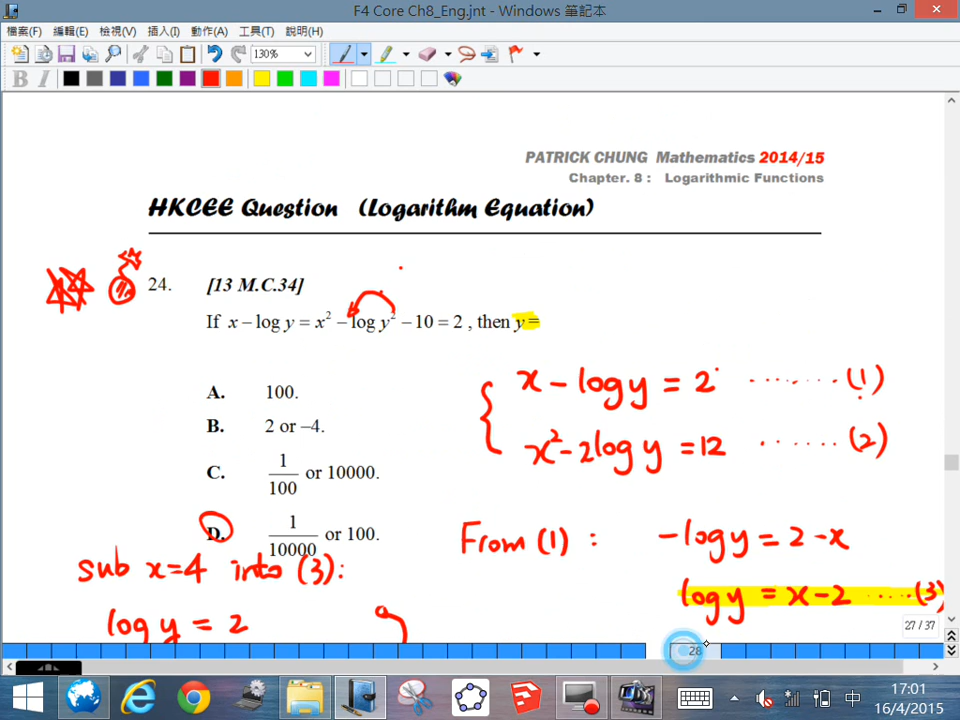 F4 Core Ch8_Eng.jnt - Windows 筆記本
檔案(F) 編輯(E) 檢視(V) 插入(I) 動作(A) 工具(T) 說明(H)
130%
B I
PATRICK CHUNG Mathematics 2014/15
Chapter. 8 : Logarithmic Functions
HKCEE Question (Logarithm Equation)
24. [13 M.C.34]
If x – log y = x² – log y² – 10 = 2 , then y =
A. 100.
B. 2 or –4.
C. 1/100 or 10000.
D. 1/10000 or 100.
x - log y = 2 ........ (1)
x² - 2log y = 12 ...... (2)
From (1) : -log y = 2 - x
log y = x - 2 .... (3)
sub x=4 into (3):
log y = 2
27 / 37
28
中
17:01
16/4/2015